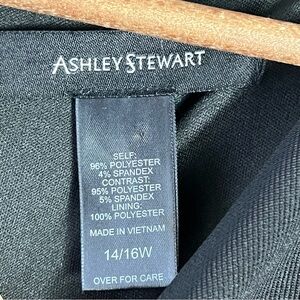 ASHLEY STEWART
SELF:
96% POLYESTER
4% SPANDEX
CONTRAST:
95% POLYESTER
5% SPANDEX
LINING:
100% POLYESTER
MADE IN VIETNAM
14/16W
OVER FOR CARE